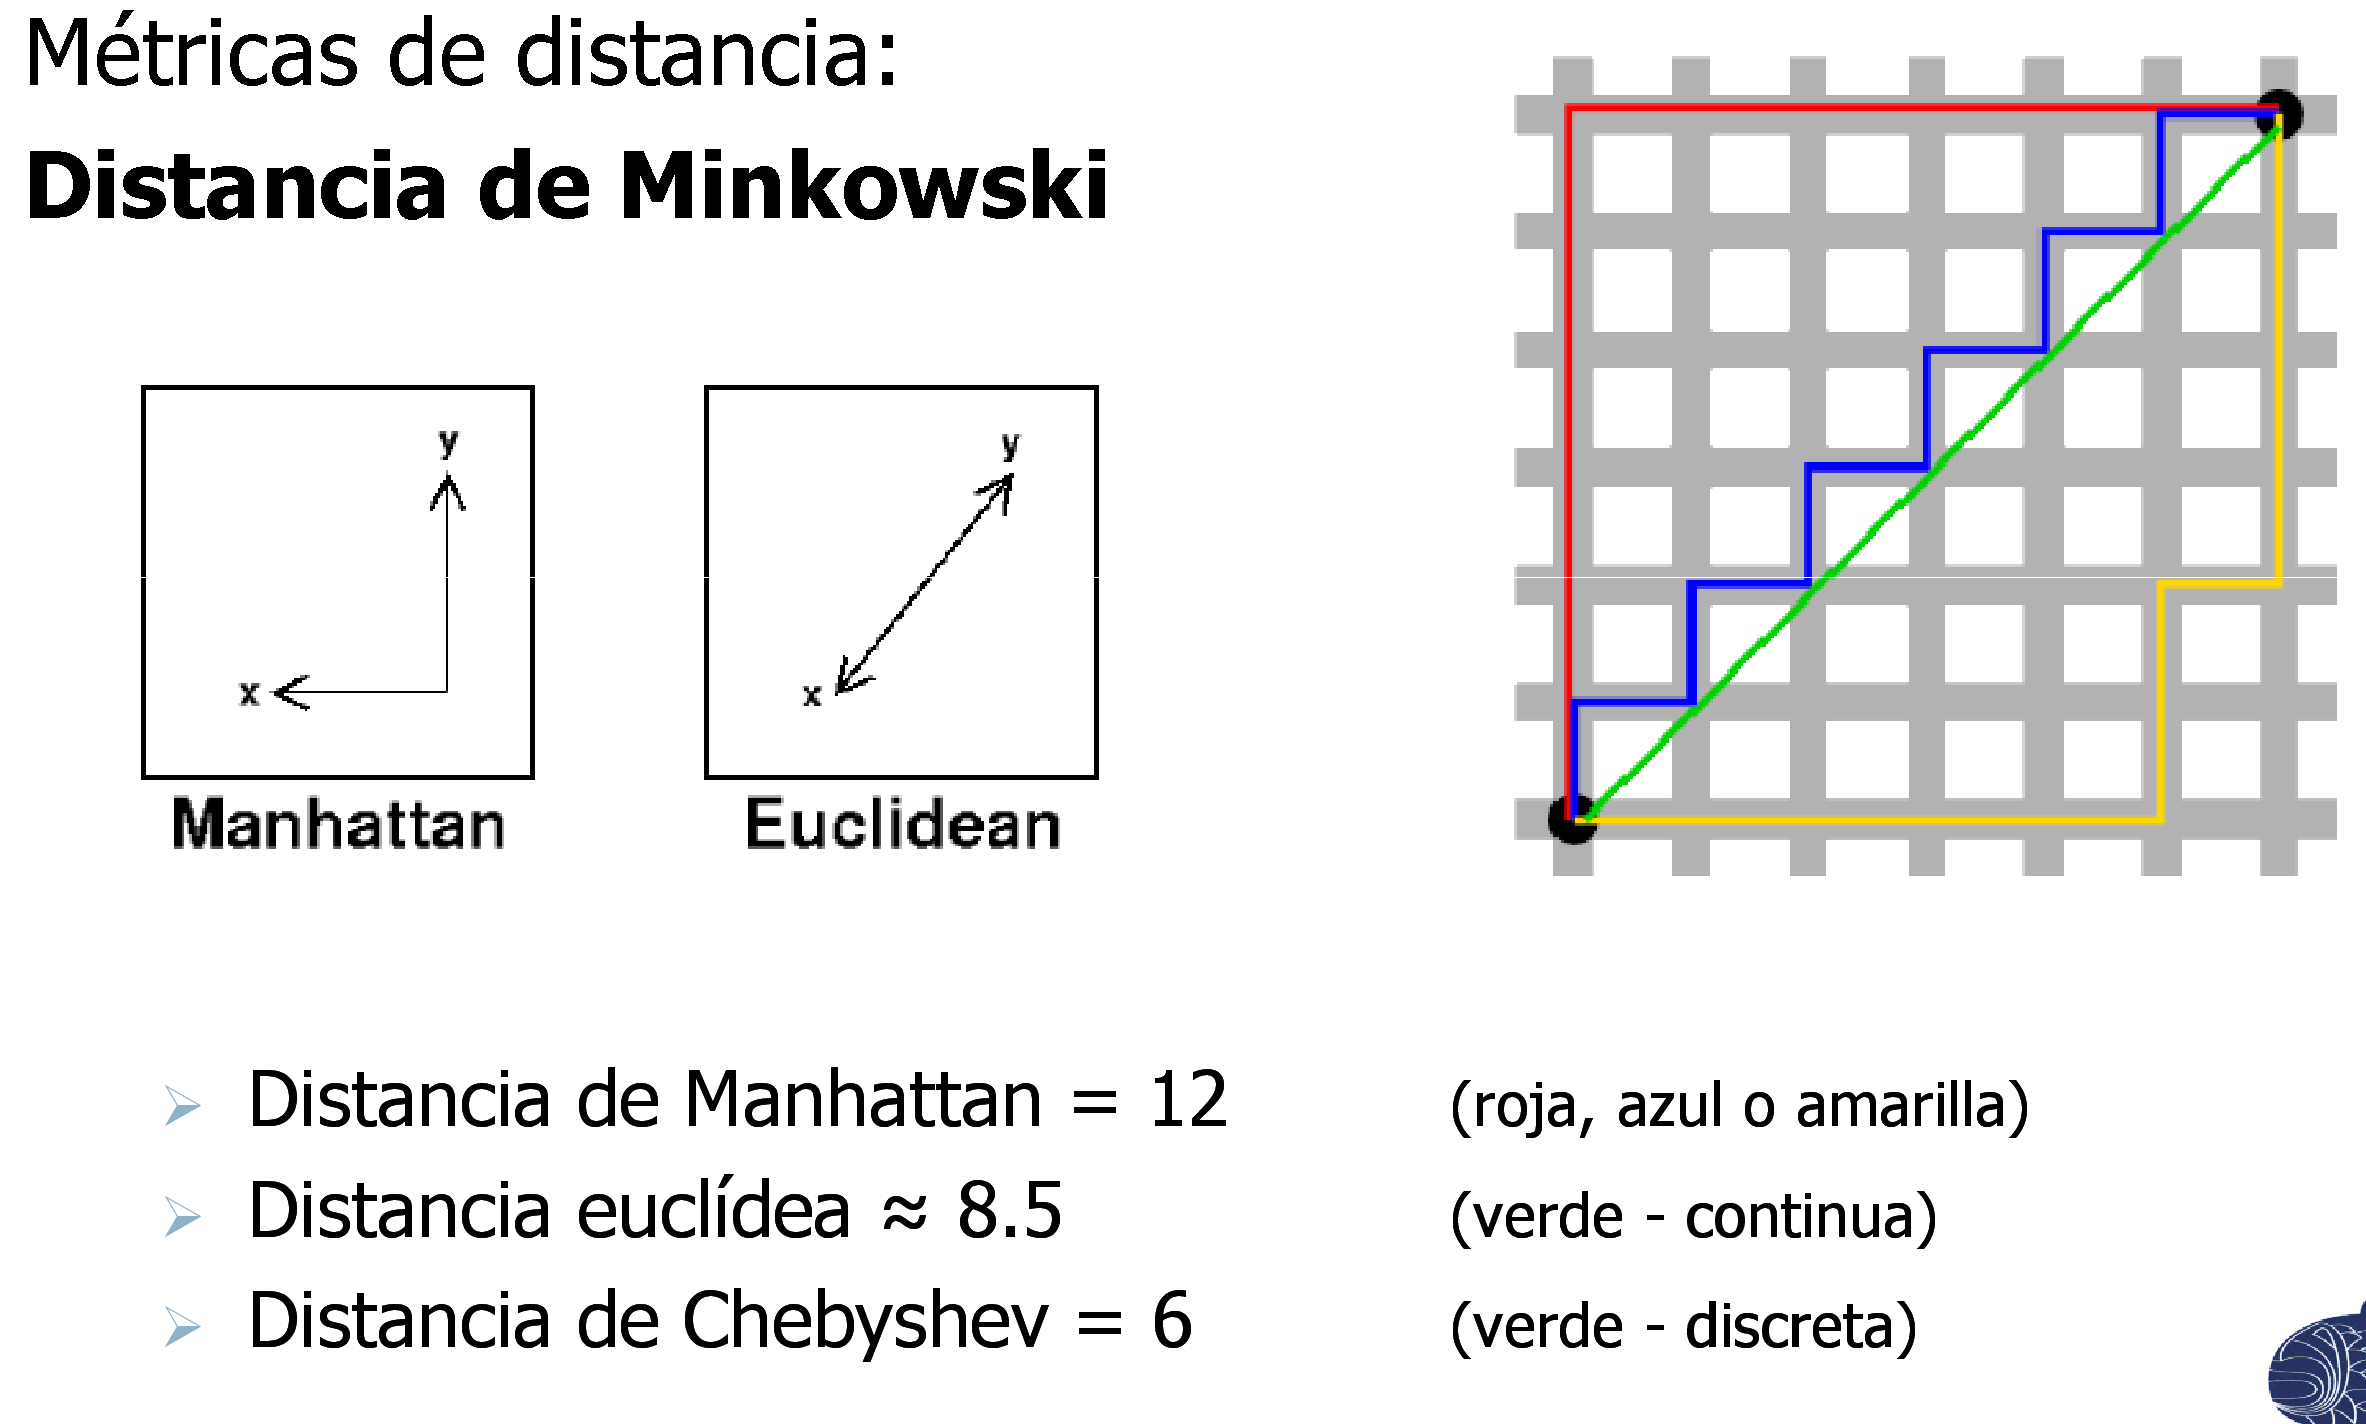 Métricas de distancia:
Distancia de Minkowski
y
x
Manhattan
y
x
Euclidean
➢ Distancia de Manhattan = 12 (roja, azul o amarilla)
➢ Distancia euclídea ≈ 8.5 (verde - continua)
➢ Distancia de Chebyshev = 6 (verde - discreta)